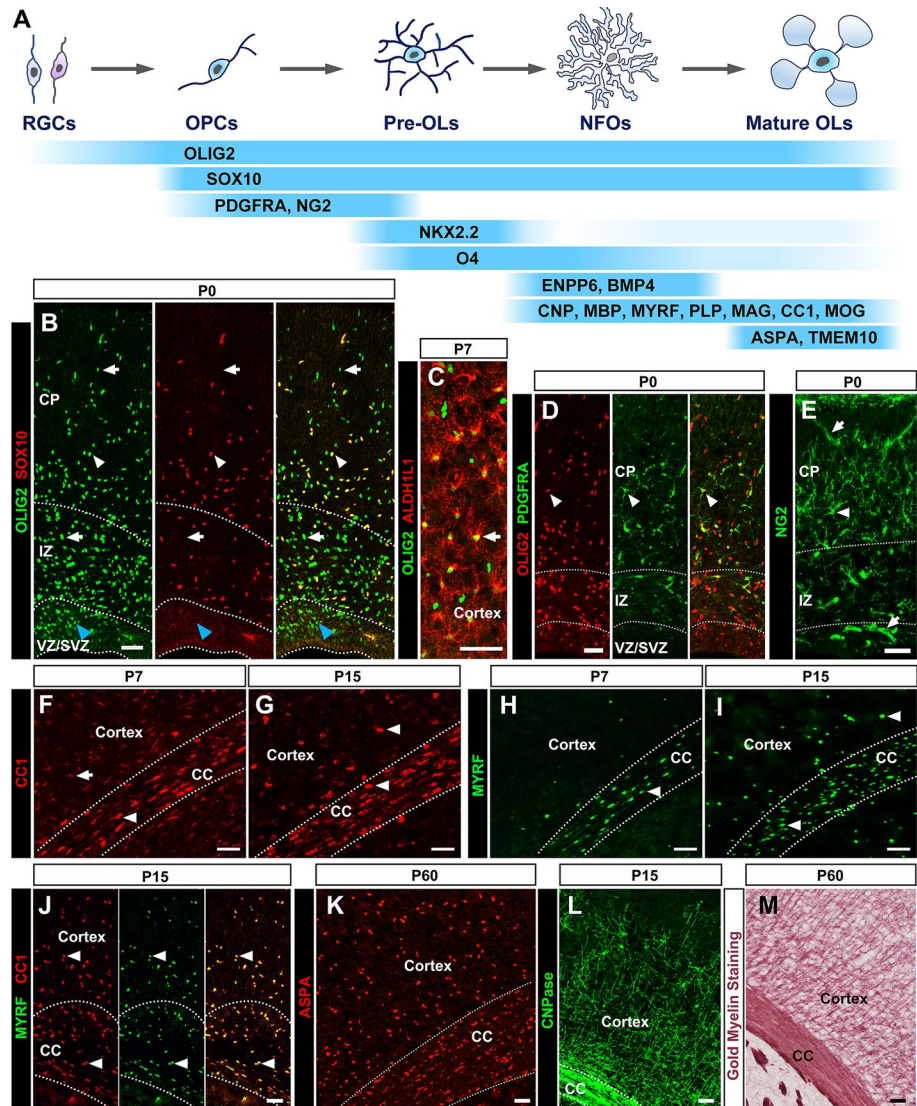 A
RGCs OPCs Pre-OLs NFOs Mature OLs
OLIG2
SOX10
PDGFRA, NG2
NKX2.2
O4
ENPP6, BMP4
CNP, MBP, MYRF, PLP, MAG, CC1, MOG
ASPA, TMEM10
P0
B
OLIG2 SOX10
CP
IZ
VZ/SVZ
P7
C
OLIG2 ALDH1L1
Cortex
P0
D
OLIG2 PDGFRA
CP
IZ
VZ/SVZ
P0
E
NG2
CP
IZ
P7
F
CC1
Cortex
CC
P15
G
Cortex
CC
P7
H
MYRF
Cortex
CC
P15
I
Cortex
CC
P15
J
MYRF CC1
Cortex
CC
P60
K
ASPA
Cortex
CC
P15
L
CNPase
Cortex
CC
P60
M
Gold Myelin Staining
Cortex
CC